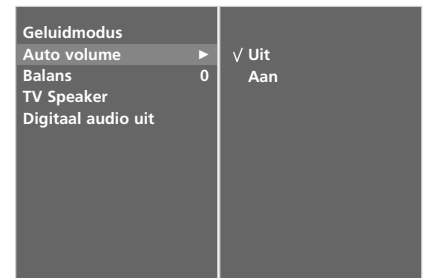 Geluidmodus
Auto volume ►
Balans 0
TV Speaker
Digitaal audio uit
√ Uit
Aan